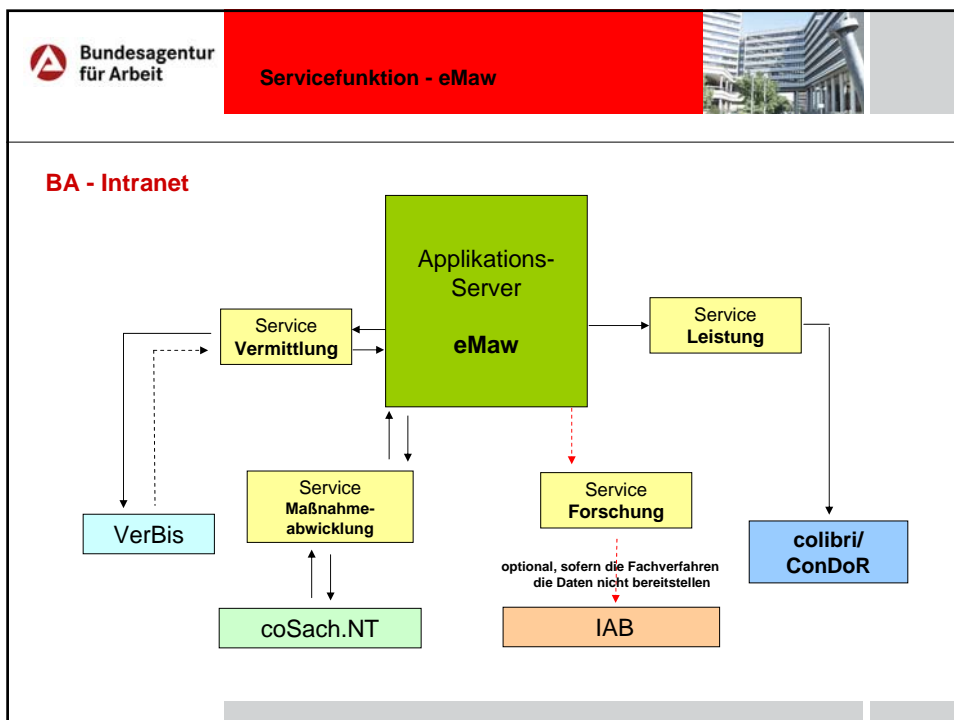 Bundesagentur
für Arbeit
Servicefunktion - eMaw
BA - Intranet
Applikations-
Server
eMaw
Service
Vermittlung
Service
Leistung
Service
Maßnahme-
abwicklung
Service
Forschung
VerBis
colibri/
ConDoR
optional, sofern die Fachverfahren
die Daten nicht bereitstellen
coSach.NT
IAB